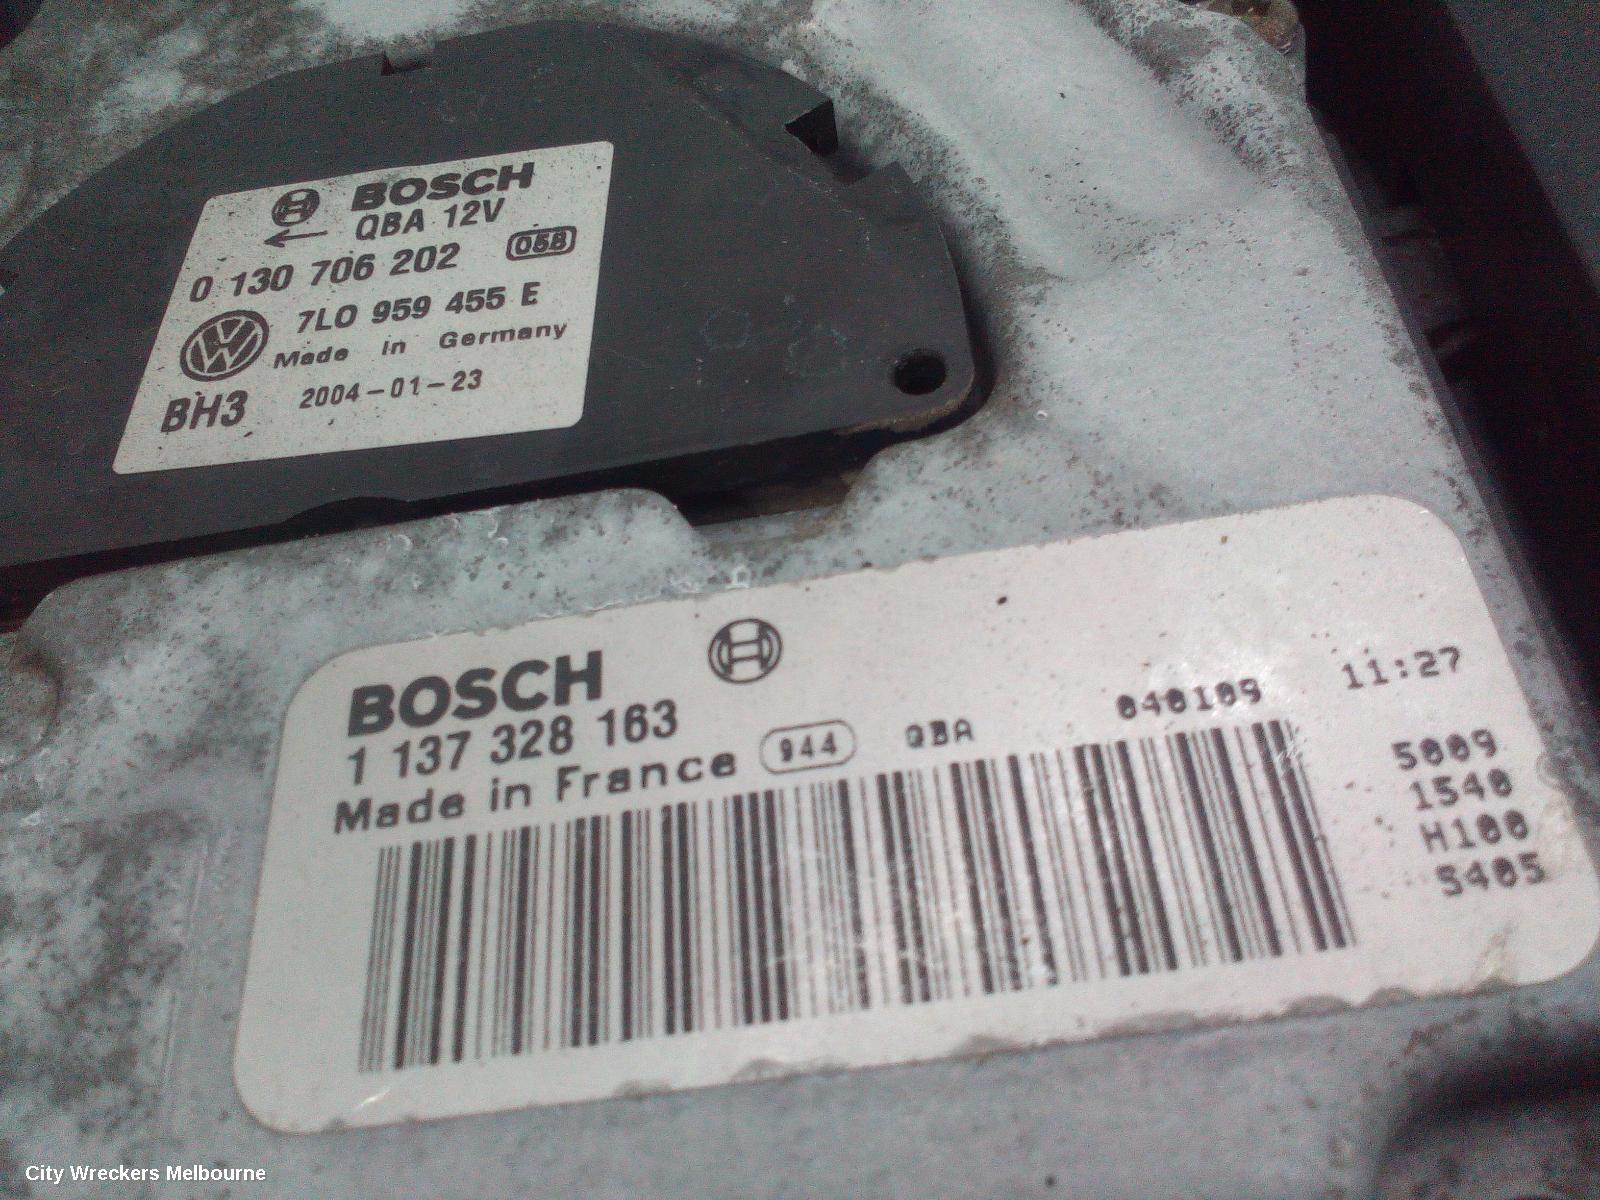 BOSCH
QBA 12V
0 130 706 202 058
7L0 959 455 E
Made in Germany
BH3 2004-01-23
BOSCH
1 137 328 163
Made in France 944 QBA 040109 11:27
5009
1540
H100
S405
City Wreckers Melbourne